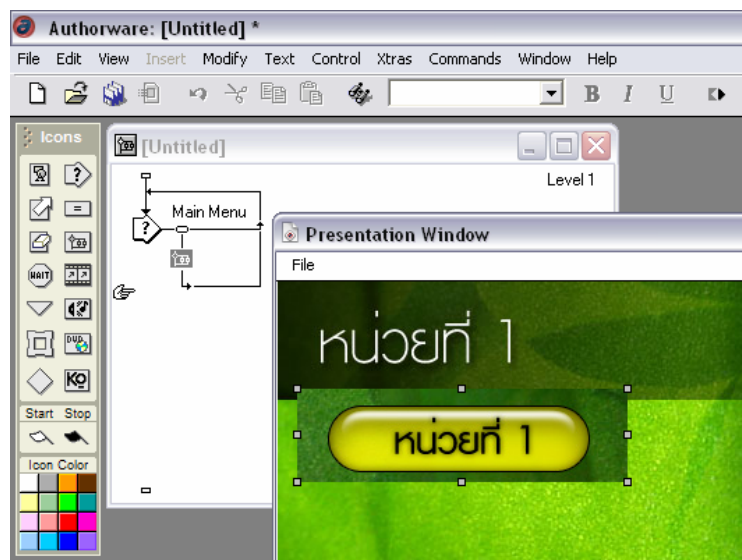 Authorware: [Untitled] *
File Edit View Insert Modify Text Control Xtras Commands Window Help
B I U
Icons
[Untitled]
Level 1
Main Menu
?
?
=
WAIT
DVD
KO
Start Stop
Icon Color
Presentation Window
File
หน่วยที่ 1
หน่วยที่ 1